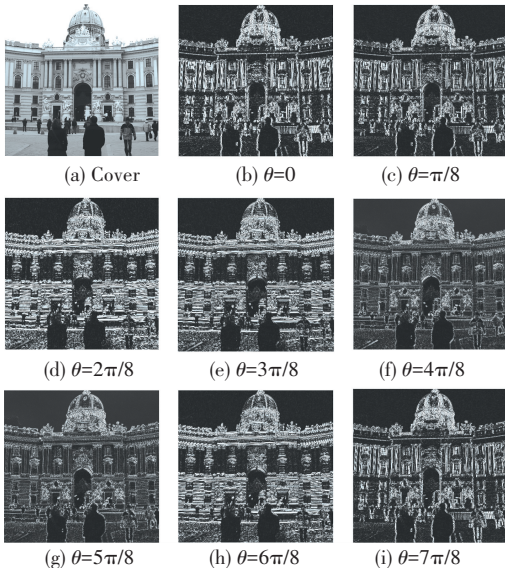 (a) Cover
(b) θ=0
(c) θ=π/8
(d) θ=2π/8
(e) θ=3π/8
(f) θ=4π/8
(g) θ=5π/8
(h) θ=6π/8
(i) θ=7π/8